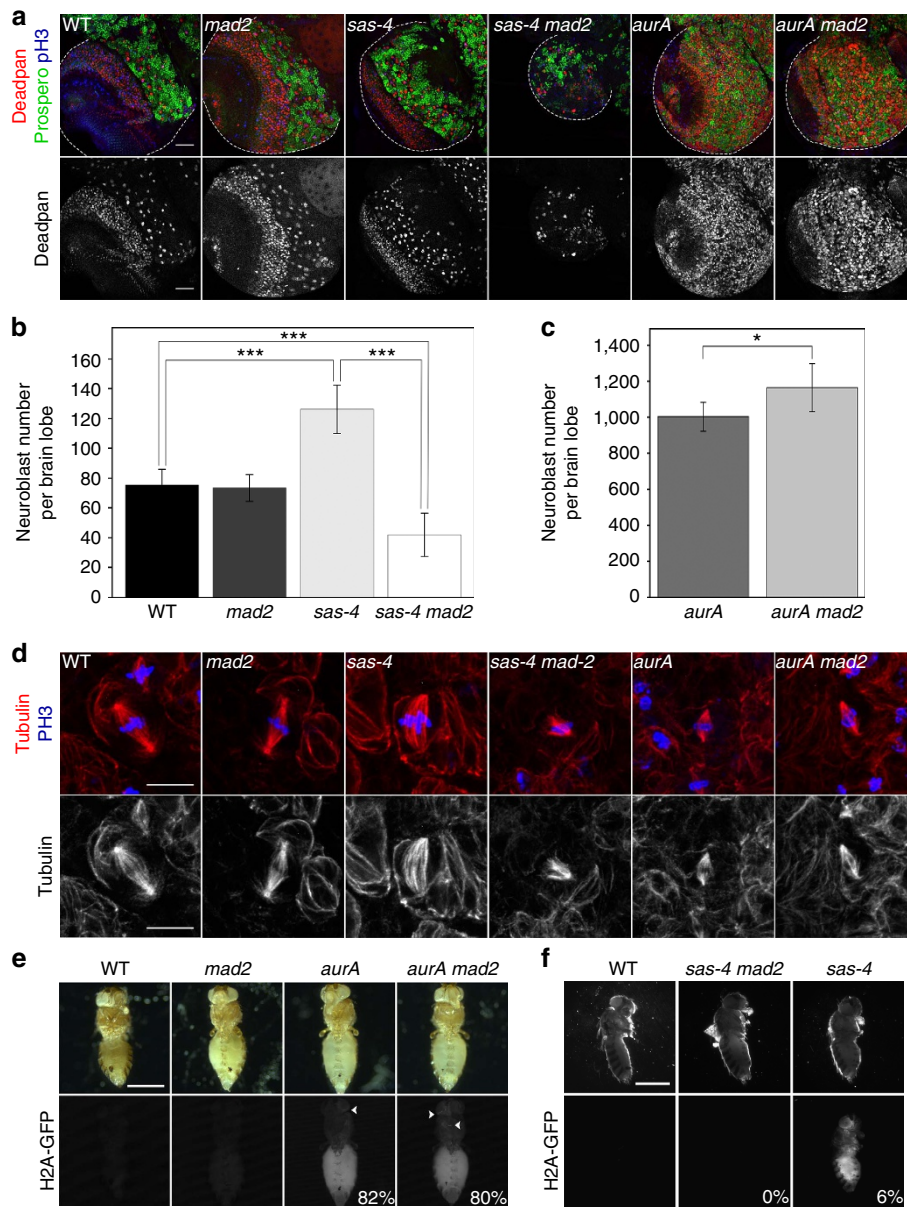 a
WT
mad2
sas-4
sas-4 mad2
aurA
aurA mad2
Deadpan
Prospero pH3
Deadpan
b
Neuroblast number
per brain lobe
160
140
120
100
80
60
40
20
0
***
***
***
WT
mad2
sas-4
sas-4 mad2
c
Neuroblast number
per brain lobe
1,400
1,200
1,000
800
600
400
200
0
*
aurA
aurA mad2
d
WT
mad2
sas-4
sas-4 mad-2
aurA
aurA mad2
Tubulin
PH3
Tubulin
e
WT
mad2
aurA
aurA mad2
H2A-GFP
82%
80%
f
WT
sas-4 mad2
sas-4
H2A-GFP
0%
6%